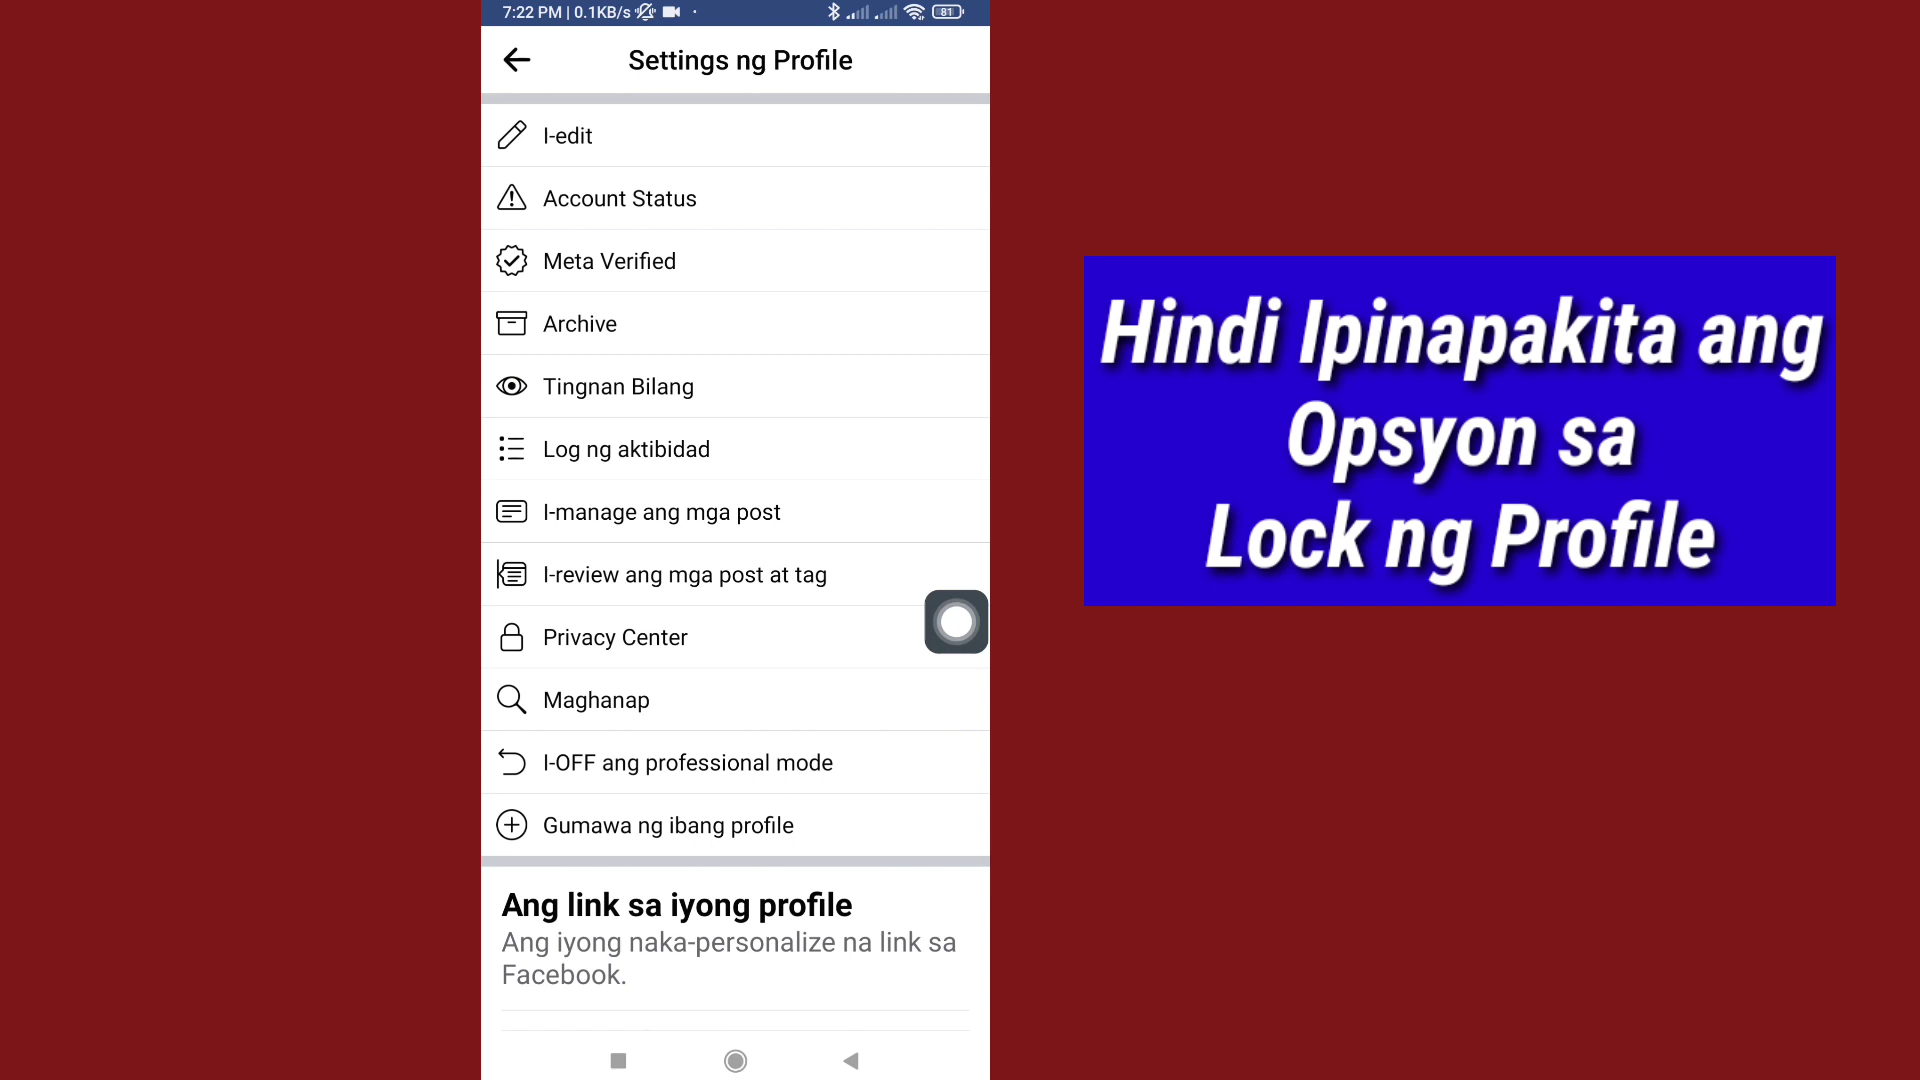 7:22 PM | 0.1KB/s
81
Settings ng Profile
I-edit
Account Status
Meta Verified
Archive
Tingnan Bilang
Log ng aktibidad
I-manage ang mga post
I-review ang mga post at tag
Privacy Center
Maghanap
I-OFF ang professional mode
Gumawa ng ibang profile
Ang link sa iyong profile
Ang iyong naka-personalize na link sa
Facebook.
Hindi Ipinapakita ang
Opsyon sa
Lock ng Profile